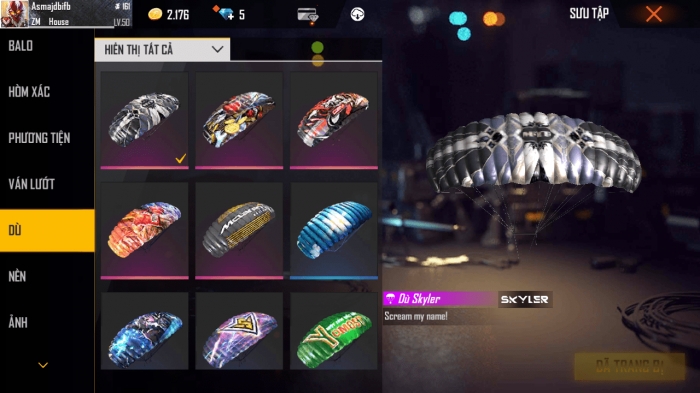 Asmajdbifb # 161
ZM House LV.50
2.176
+ 5
SƯU TẬP
BALO
HÒM XÁC
PHƯƠNG TIỆN
VÁN LƯỚT
DÙ
NỀN
ẢNH
HIỂN THỊ TẤT CẢ
McLaren
Dù Skyler
SKYLER
Scream my name!
ĐÃ TRANG BỊ